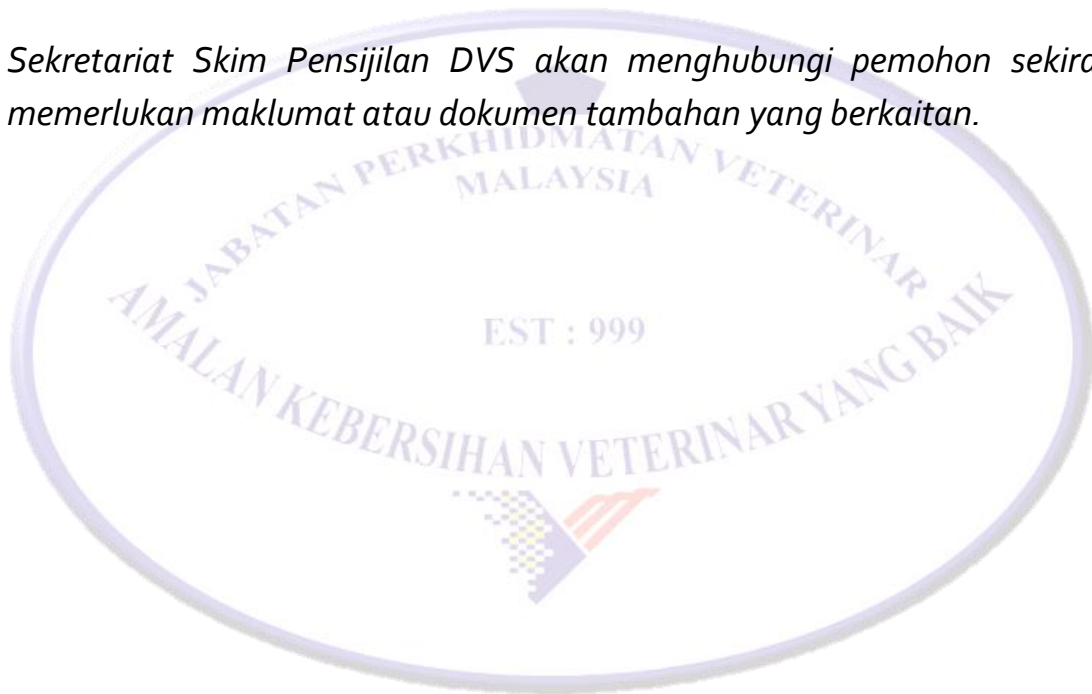 Sekretariat Skim Pensijilan DVS akan menghubungi pemohon
memerlukan maklumat atau dokumen tambahan yang berkaitan.
JABATAN PERKHIDMATAN VETERINAR
MALAYSIA
EST : 999
AMALAN KEBERSIHAN VETERINAR YANG BAIK